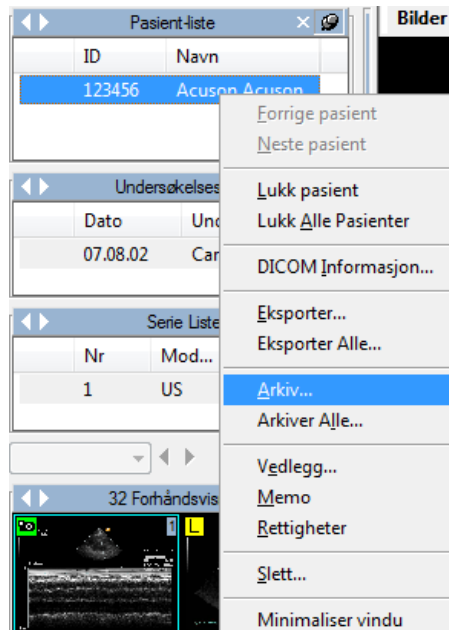 Pasient-liste
Bilder
ID Navn
123456 Acuson Acuson
Forrige pasient
Neste pasient
Undersøkelses
Lukk pasient
Dato Und
Lukk Alle Pasienter
07.08.02 Car
DICOM Informasjon...
Serie Liste
Eksporter...
Eksporter Alle...
Nr Mod...
1 US
Arkiv...
Arkiver Alle...
Vedlegg...
32 Forhåndsvis
Memo
1 L
Rettigheter
Slett...
Minimaliser vindu